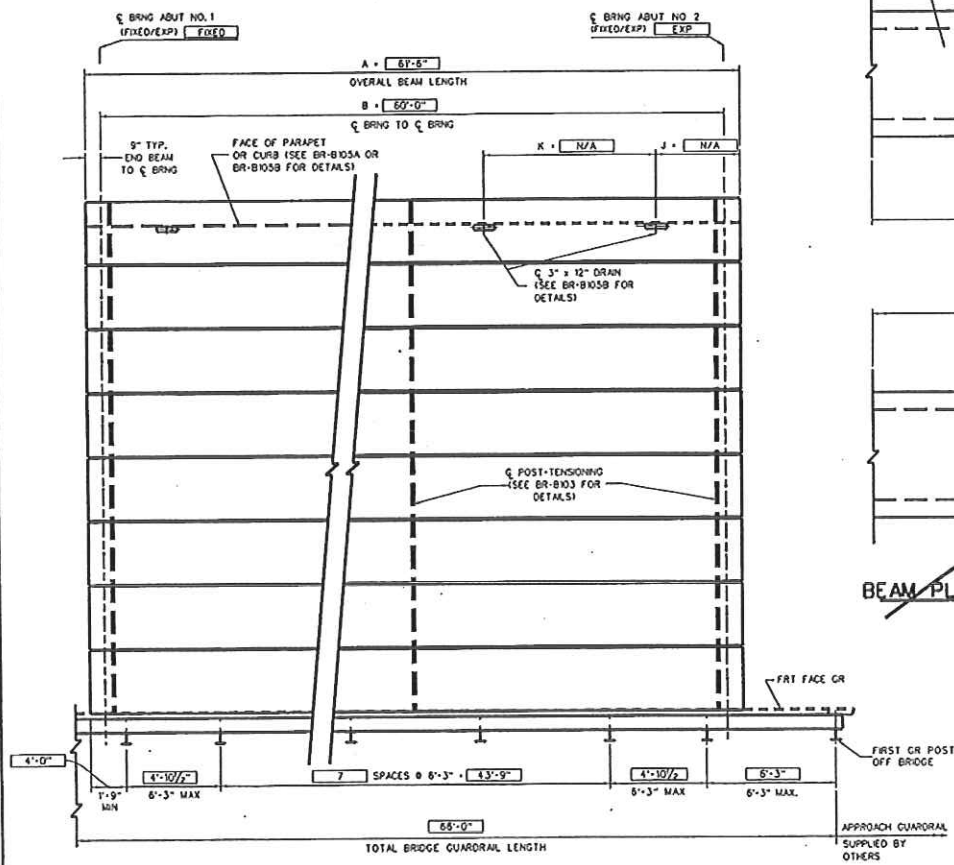 ℄ BRNG ABUT NO. 1
(FIXED/EXP) FIXED
℄ BRNG ABUT NO 2
(FIXED/EXP) EXP
A = 61'-6"
OVERALL BEAM LENGTH
B = 60'-0"
℄ BRNG TO ℄ BRNG
9" TYP.
END BEAM
TO ℄ BRNG
FACE OF PARAPET
OR CURB (SEE BR-B105A OR
BR-B105B FOR DETAILS)
K = N/A
J = N/A
℄ 3" x 12" DRAIN
(SEE BR-B105B FOR
DETAILS)
℄ POST-TENSIONING
(SEE BR-B103 FOR
DETAILS)
BEAM PL
FRT FACE GR
FIRST GR POST
OFF BRIDGE
4'-0"
1'-9"
MIN
4'-10½"
6'-3" MAX
7 SPACES @ 6'-3" = 43'-9"
4'-10½
6'-3" MAX
6'-3"
6'-3" MAX.
66'-0"
TOTAL BRIDGE GUARDRAIL LENGTH
APPROACH GUARDRAIL
SUPPLIED BY
OTHERS